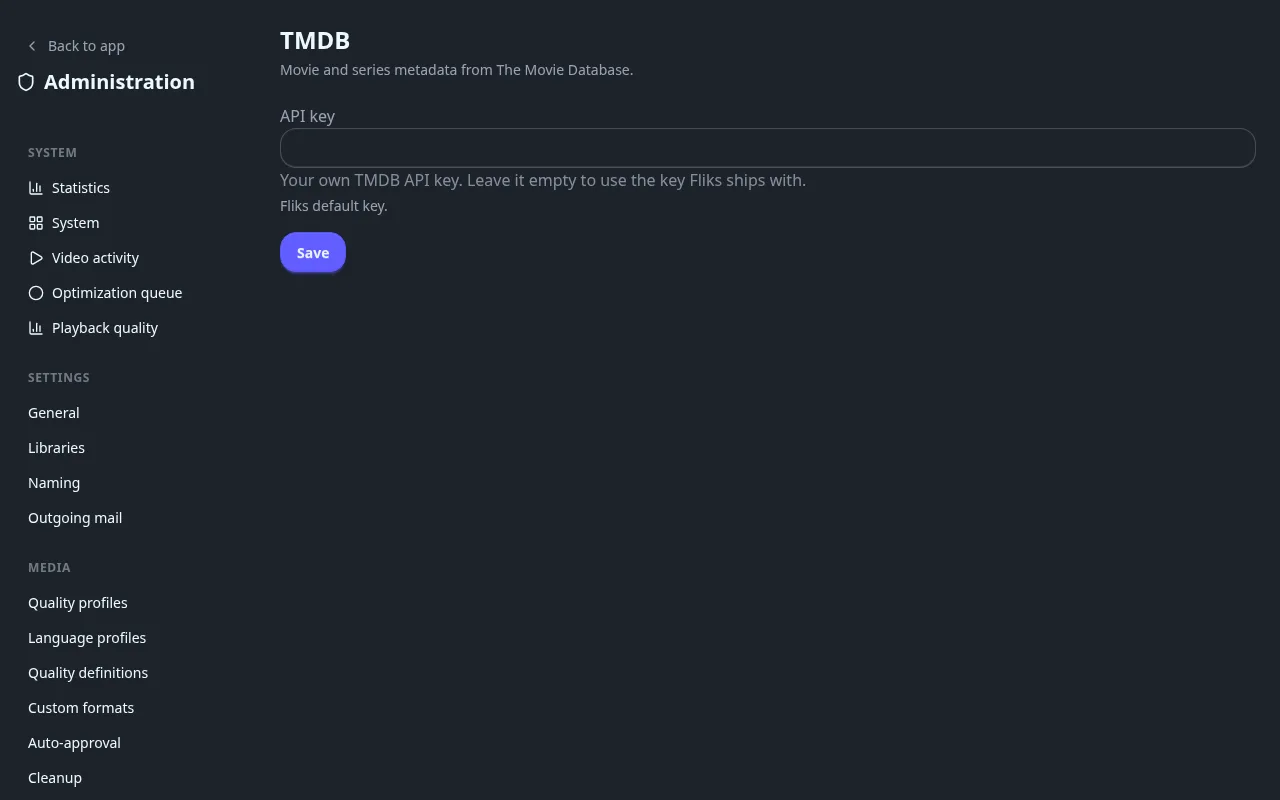 Back to app
Administration
SYSTEM
Statistics
System
Video activity
Optimization queue
Playback quality
SETTINGS
General
Libraries
Naming
Outgoing mail
MEDIA
Quality profiles
Language profiles
Quality definitions
Custom formats
Auto-approval
Cleanup
TMDB
Movie and series metadata from The Movie Database.
API key
Your own TMDB API key. Leave it empty to use the key Fliks ships with.
Fliks default key.
Save